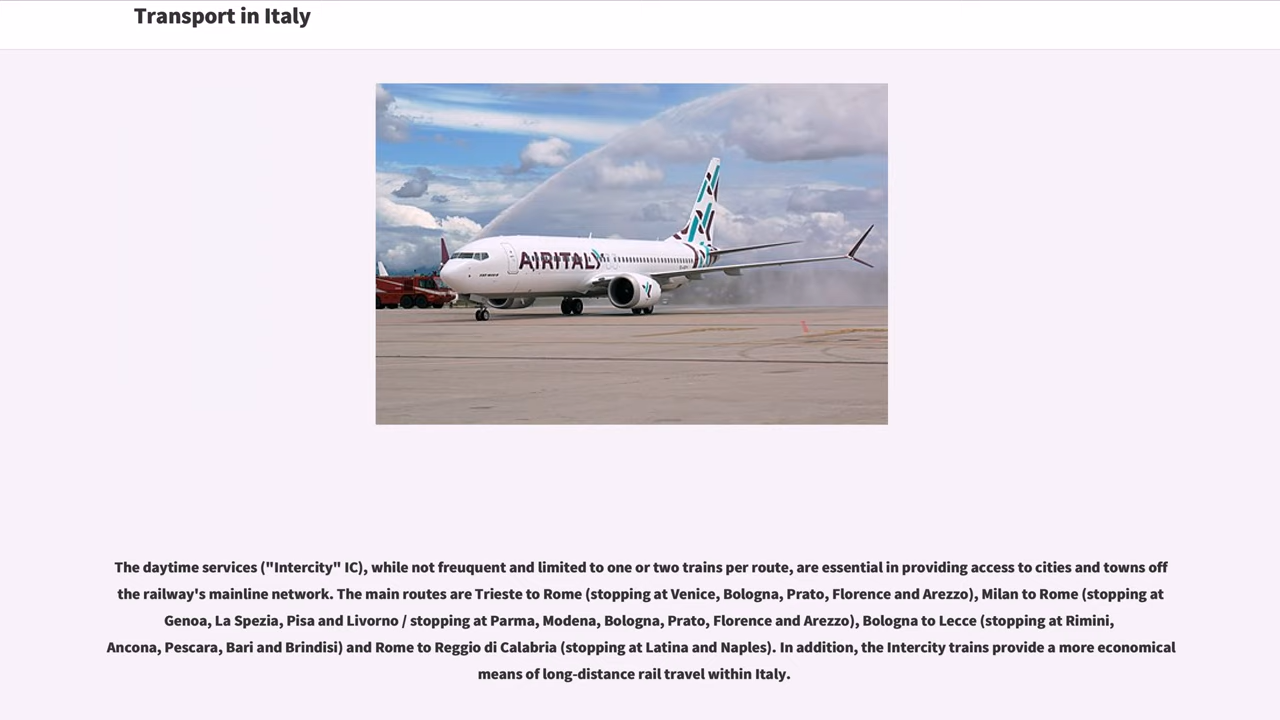 Transport in Italy
AIRITALY
The daytime services ("Intercity" IC), while not freuquent and limited to one or two trains per route, are essential in providing access to cities and towns off
the railway's mainline network. The main routes are Trieste to Rome (stopping at Venice, Bologna, Prato, Florence and Arezzo), Milan to Rome (stopping at
Genoa, La Spezia, Pisa and Livorno / stopping at Parma, Modena, Bologna, Prato, Florence and Arezzo), Bologna to Lecce (stopping at Rimini,
Ancona, Pescara, Bari and Brindisi) and Rome to Reggio di Calabria (stopping at Latina and Naples). In addition, the Intercity trains provide a more economical
means of long-distance rail travel within Italy.